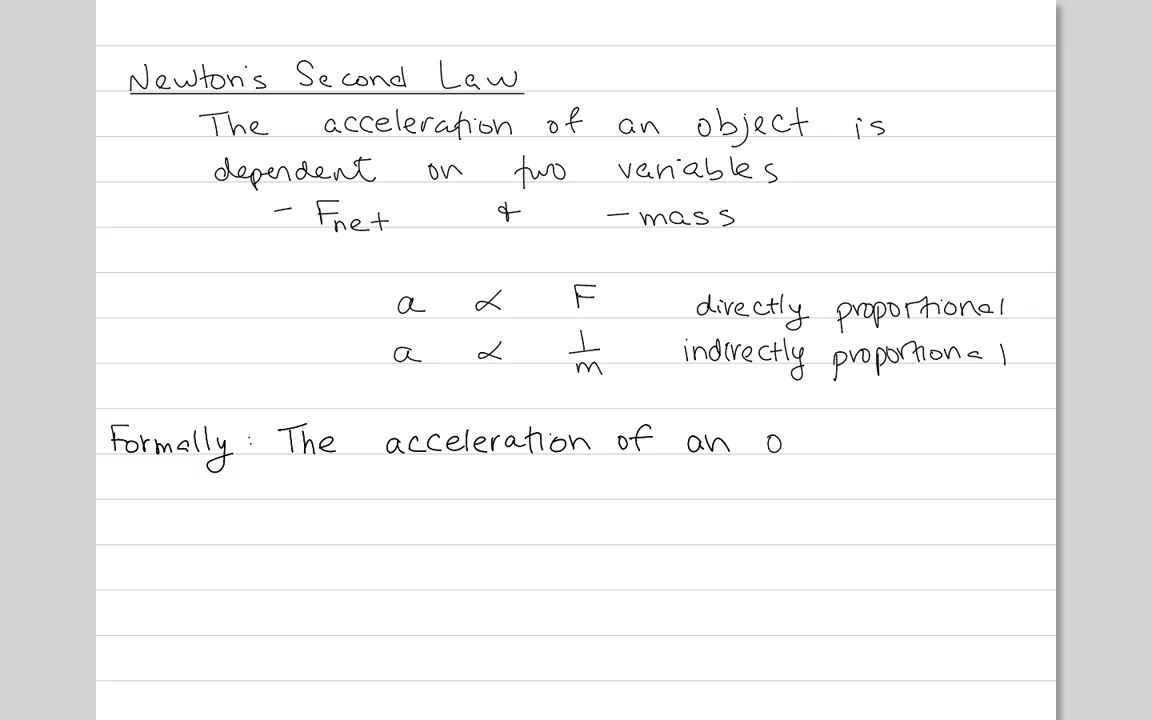 Newton's Second Law
The acceleration of an object is
dependent on two variables
- Fnet & - mass
a ∝ F directly proportional
a ∝ 1/m indirectly proportional
Formally: The acceleration of an o